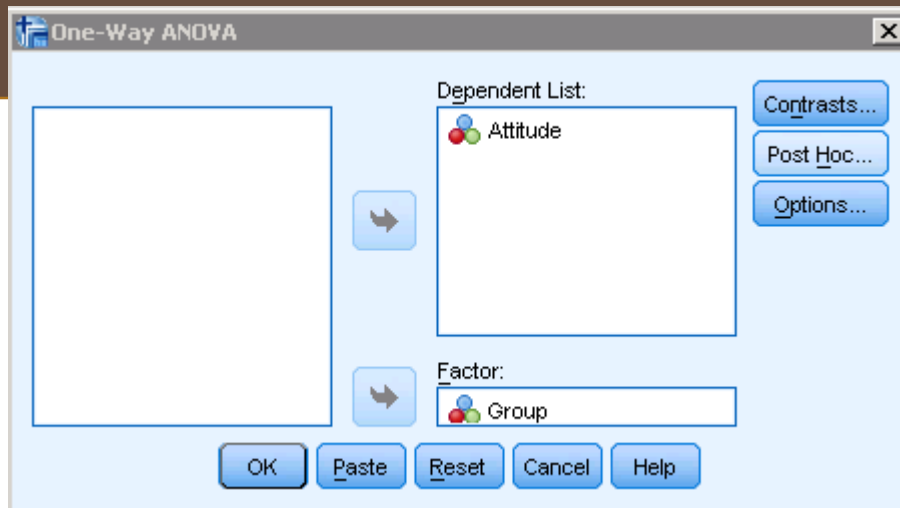 One-Way ANOVA
Dependent List:
Attitude
Contrasts...
Post Hoc...
Options...
Factor:
Group
OK Paste Reset Cancel Help